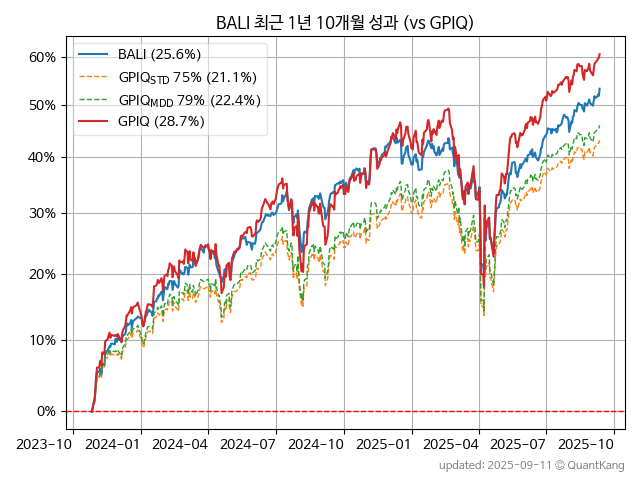 BALI 최근 1년 10개월 성과 (vs GPIQ)
BALI (25.6%)
GPIQSTD 75% (21.1%)
GPIQMDD 79% (22.4%)
GPIQ (28.7%)
60%
50%
40%
30%
20%
10%
0%
2023-10 2024-01 2024-04 2024-07 2024-10 2025-01 2025-04 2025-07 2025-10
updated: 2025-09-11 © QuantKang